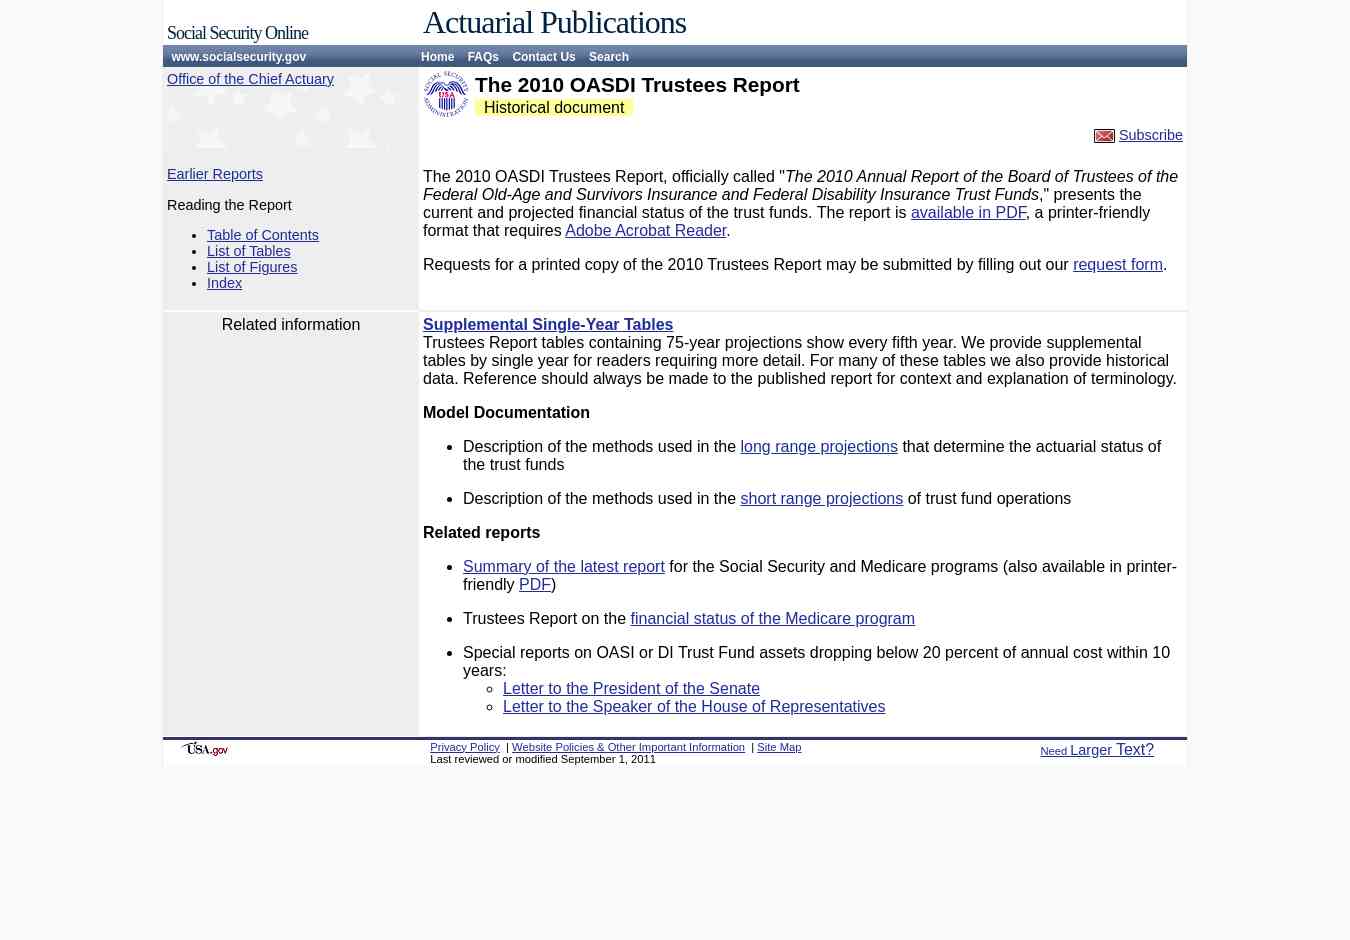 Social Security Online
Actuarial Publications
www.socialsecurity.gov
Home FAQs Contact Us Search
Office of the Chief Actuary
SOCIAL SECURITY ADMINISTRATION
USA
The 2010 OASDI Trustees Report
Historical document
Subscribe
Earlier Reports
Reading the Report
• Table of Contents
• List of Tables
• List of Figures
• Index
The 2010 OASDI Trustees Report, officially called "The 2010 Annual Report of the Board of Trustees of the
Federal Old-Age and Survivors Insurance and Federal Disability Insurance Trust Funds," presents the
current and projected financial status of the trust funds. The report is available in PDF, a printer-friendly
format that requires Adobe Acrobat Reader.
Requests for a printed copy of the 2010 Trustees Report may be submitted by filling out our request form.
Related information
Supplemental Single-Year Tables
Trustees Report tables containing 75-year projections show every fifth year. We provide supplemental
tables by single year for readers requiring more detail. For many of these tables we also provide historical
data. Reference should always be made to the published report for context and explanation of terminology.
Model Documentation
• Description of the methods used in the long range projections that determine the actuarial status of
the trust funds
• Description of the methods used in the short range projections of trust fund operations
Related reports
• Summary of the latest report for the Social Security and Medicare programs (also available in printer-
friendly PDF)
• Trustees Report on the financial status of the Medicare program
• Special reports on OASI or DI Trust Fund assets dropping below 20 percent of annual cost within 10
years:
◦ Letter to the President of the Senate
◦ Letter to the Speaker of the House of Representatives
USA.gov
Privacy Policy | Website Policies & Other Important Information | Site Map
Last reviewed or modified September 1, 2011
Need Larger Text?